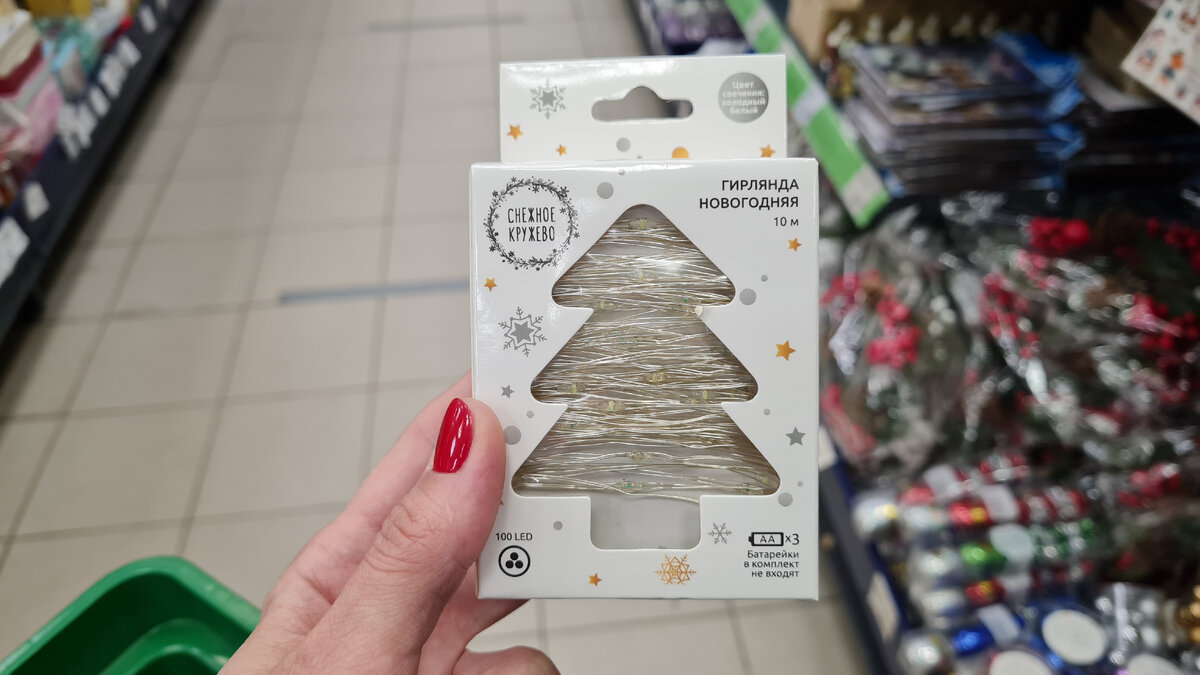 Цвет
свечения:
холодный
белый
СНЕЖНОЕ
КРУЖЕВО
ГИРЛЯНДА
НОВОГОДНЯЯ
10 м
100 LED
AA x3
Батарейки
в комплект
не входят